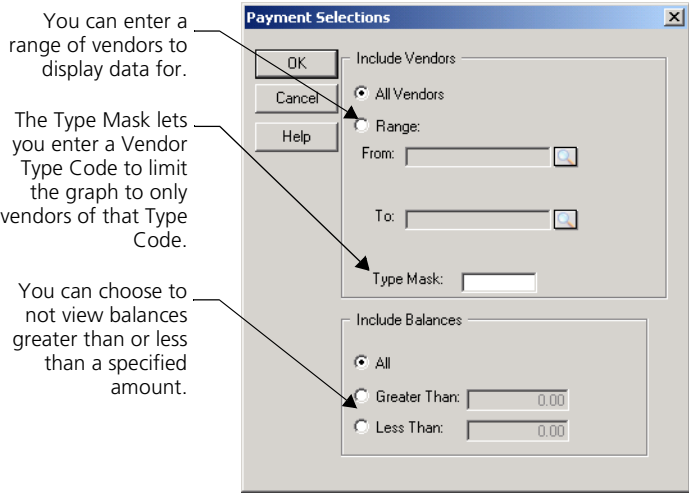 You can enter a
range of vendors to
display data for.
The Type Mask lets
you enter a Vendor
Type Code to limit
the graph to only
vendors of that Type
Code.
You can choose to
not view balances
greater than or less
than a specified
amount.
Payment Selections
OK
Cancel
Help
Include Vendors
All Vendors
Range:
From:
To:
Type Mask:
Include Balances
All
Greater Than: 0.00
Less Than: 0.00